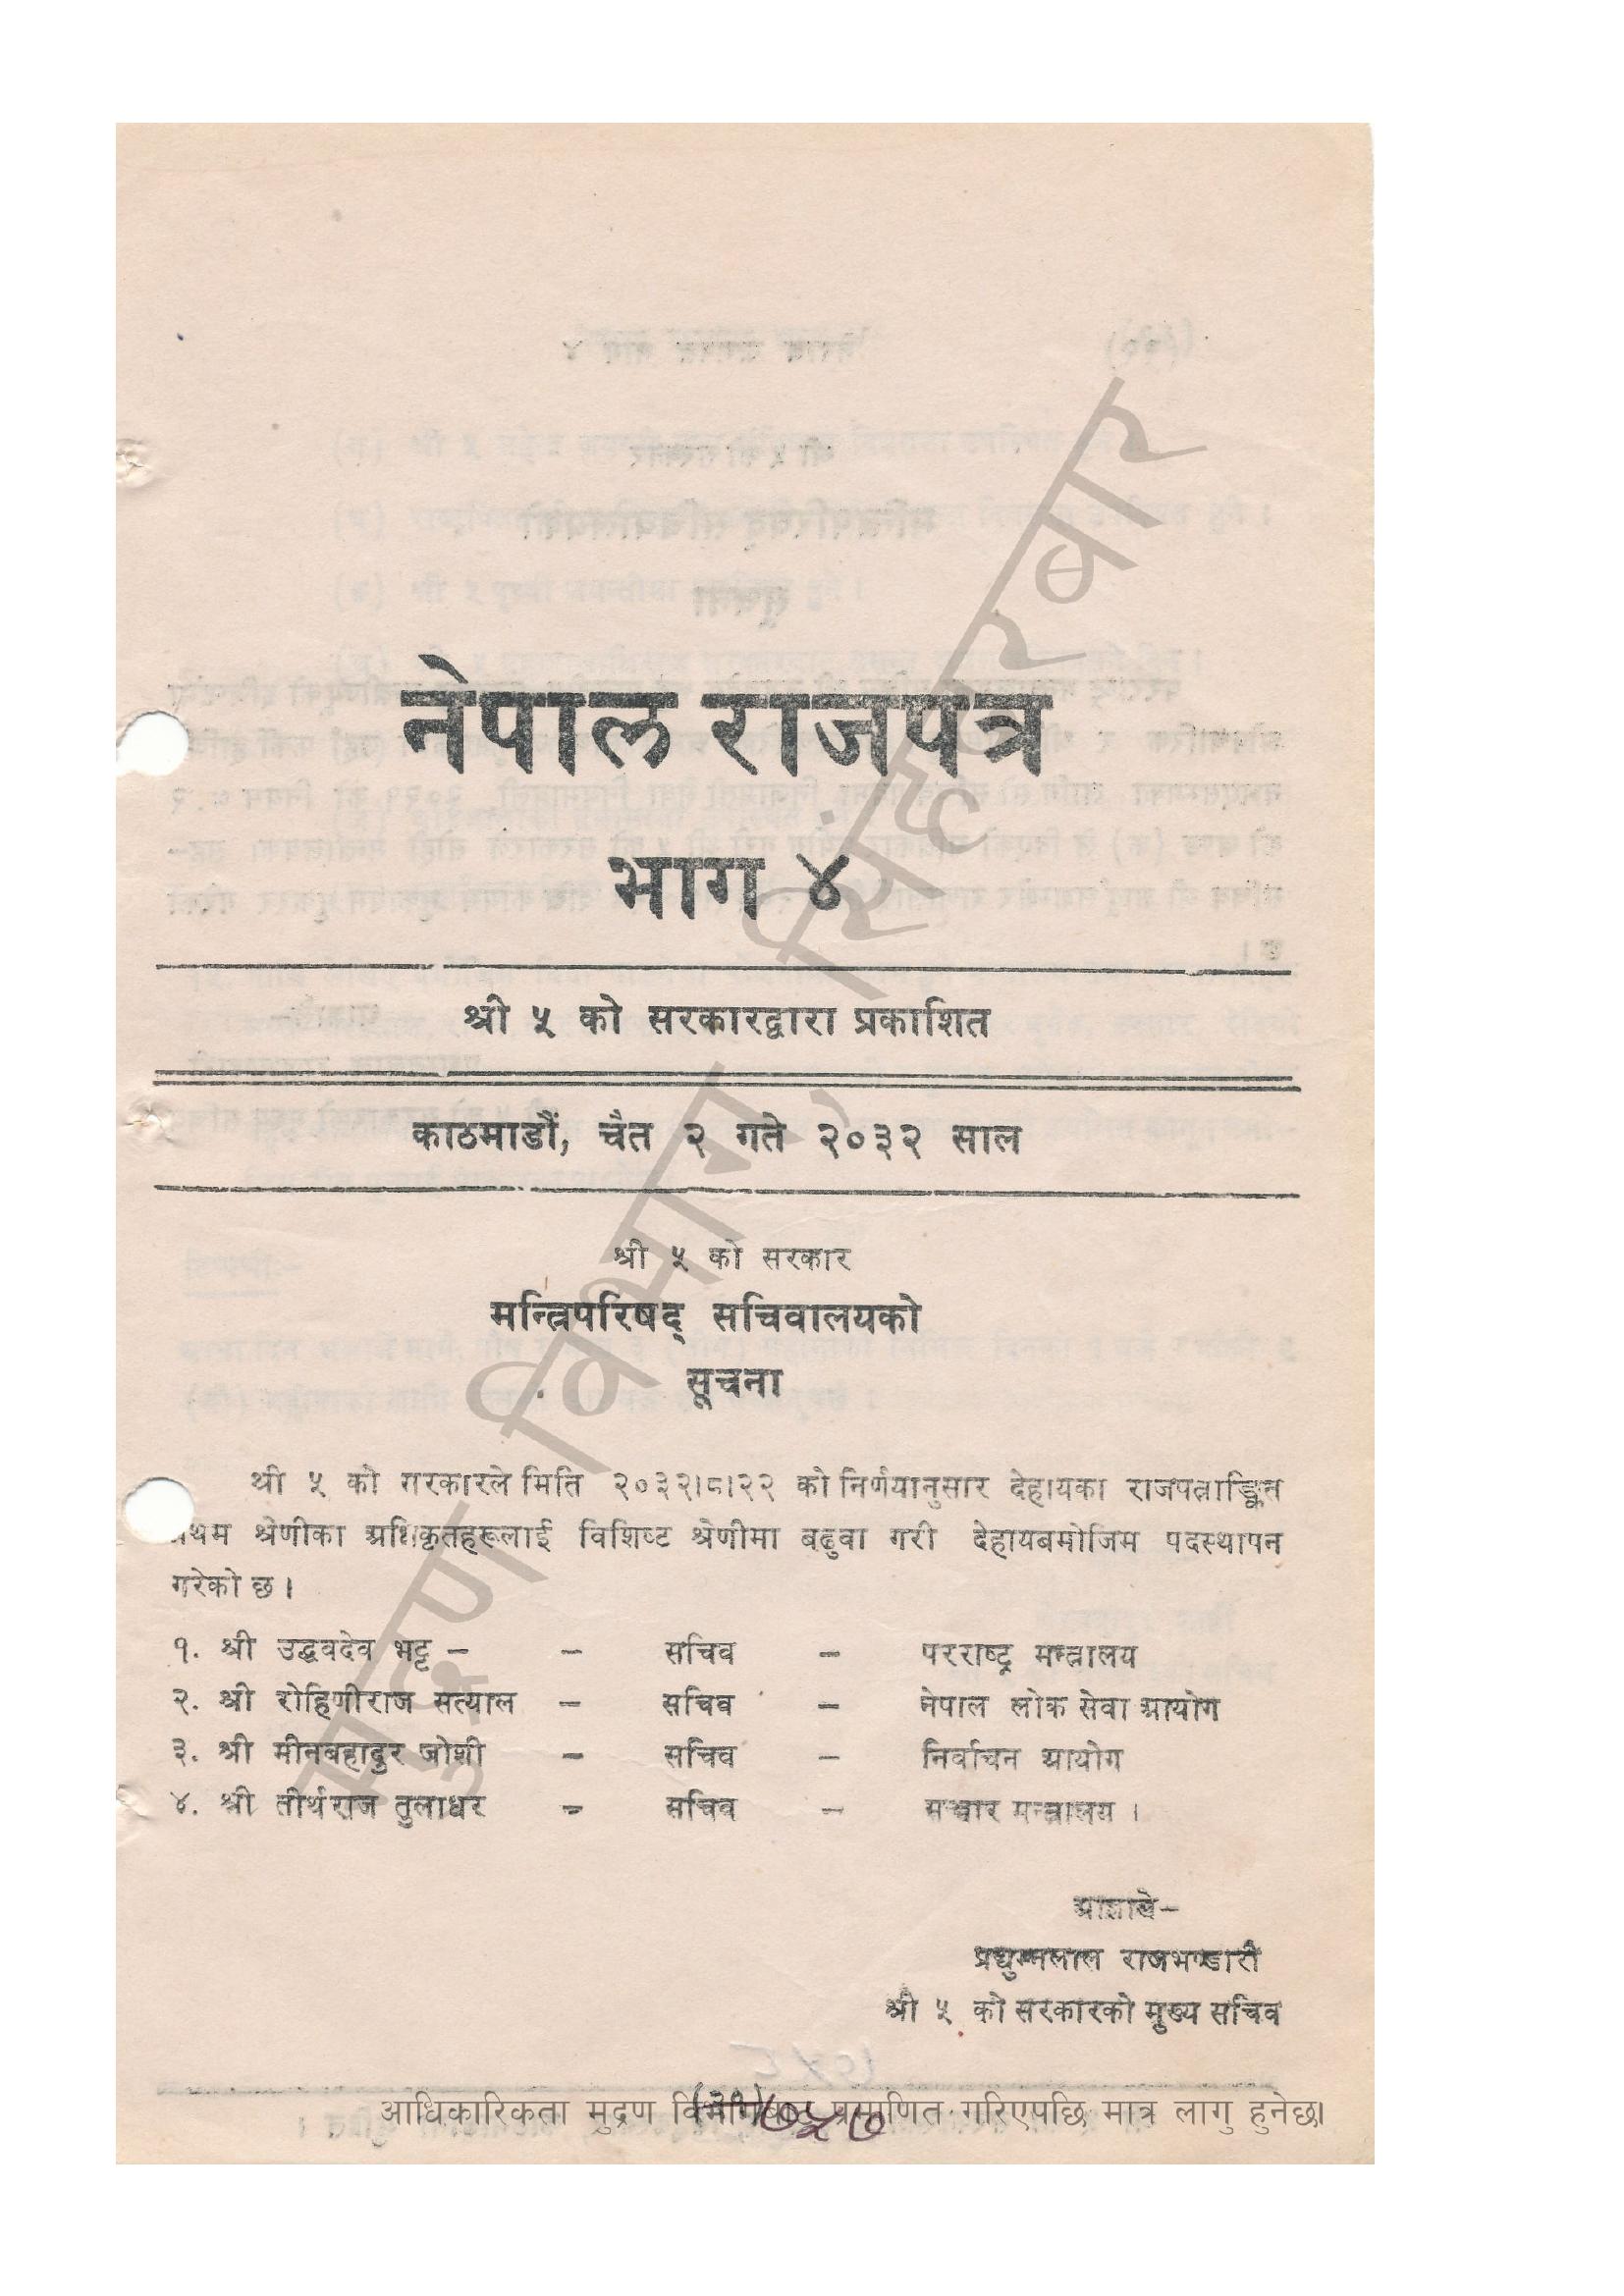 नेपाल राजपत्र
भाग ४
श्री ५ को सरकारद्वारा प्रकाशित
काठमाडौं, चैत २ गते २०३२ साल
श्री ५ को सरकार
मन्त्रिपरिषद् सचिवालयको
सूचना
श्री ५ को सरकारले मिति २०३२।८।२२ को निर्णयानुसार देहायका राजपत्राङ्कित
प्रथम श्रेणीका अधिकृतहरूलाई विशिष्ट श्रेणीमा बढुवा गरी देहायबमोजिम पदस्थापन
गरेको छ ।
१. श्री उद्धवदेव भट्ट – – सचिव – परराष्ट्र मन्त्रालय
२. श्री रोहिणीराज सत्याल – सचिव – नेपाल लोक सेवा आयोग
३. श्री मीनबहादुर जोशी – सचिव – निर्वाचन आयोग
४. श्री तीर्थराज तुलाधर – सचिव – सञ्चार मन्त्रालय ।
आज्ञाले–
प्रद्युम्नलाल राजभण्डारी
श्री ५ को सरकारको मुख्य सचिव
आधिकारिकता मुद्रण विभागबाट प्रमाणित गरिएपछि मात्र लागु हुनेछ।
७५७
मुद्रण विभाग, सिंहदरबार